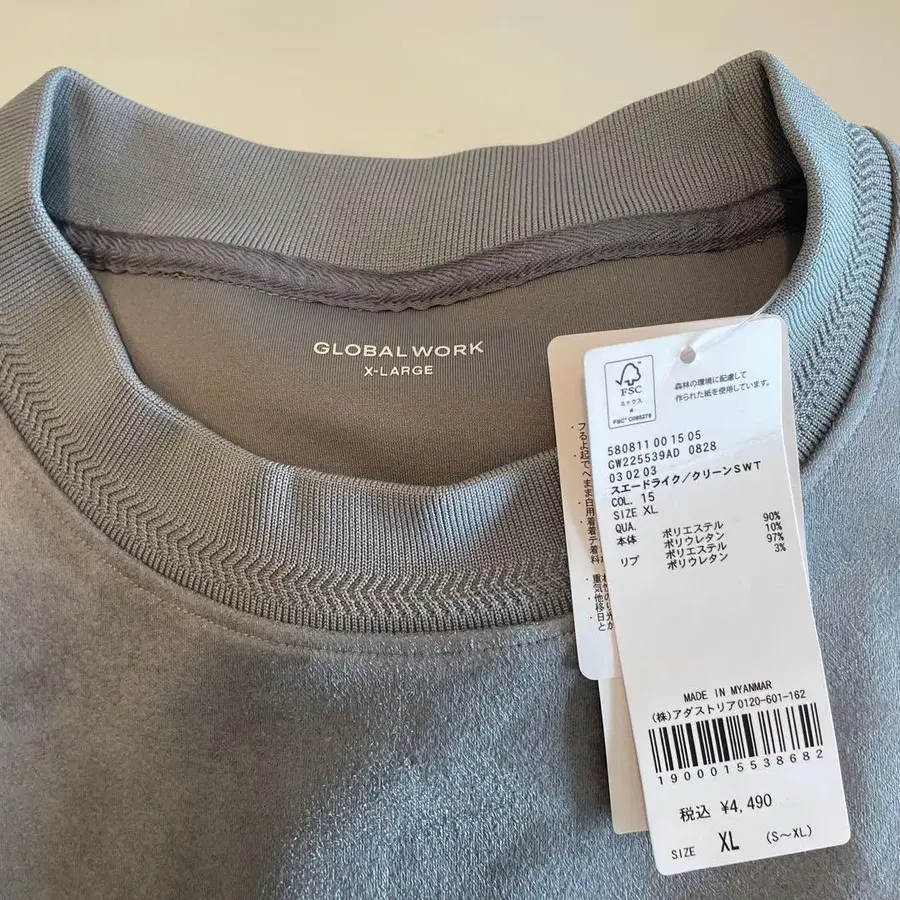 GLOBAL WORK
X-LARGE
FSC
ミックス
FSC® C095276
森林の環境に配慮して
作られた紙を使用しています。
580811 00 15 05
GW225539AD 0828
03 02 03
スエードライク/クリーンSWT
COL. 15
SIZE XL
QUA.
本体 ポリエステル 90%
ポリウレタン 10%
リブ ポリエステル 97%
ポリウレタン 3%
MADE IN MYANMAR
(株)アダストリア0120-601-162
1900015538682
税込 ¥4,490
SIZE XL (S〜XL)